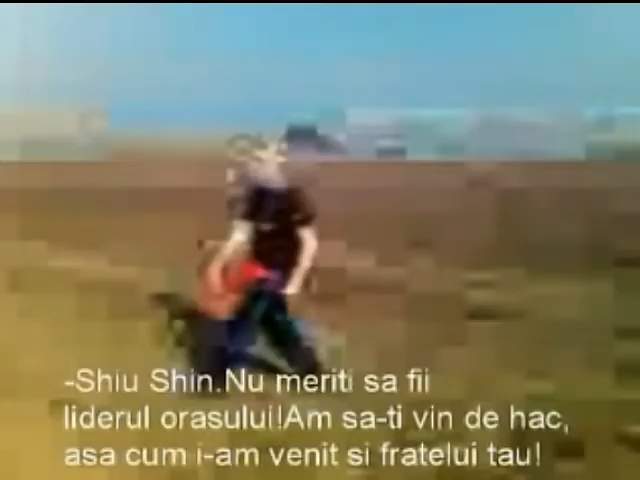 -Shiu Shin.Nu meriti sa fii
liderul orasului!Am sa-ti vin de hac,
asa cum i-am venit si fratelui tau!